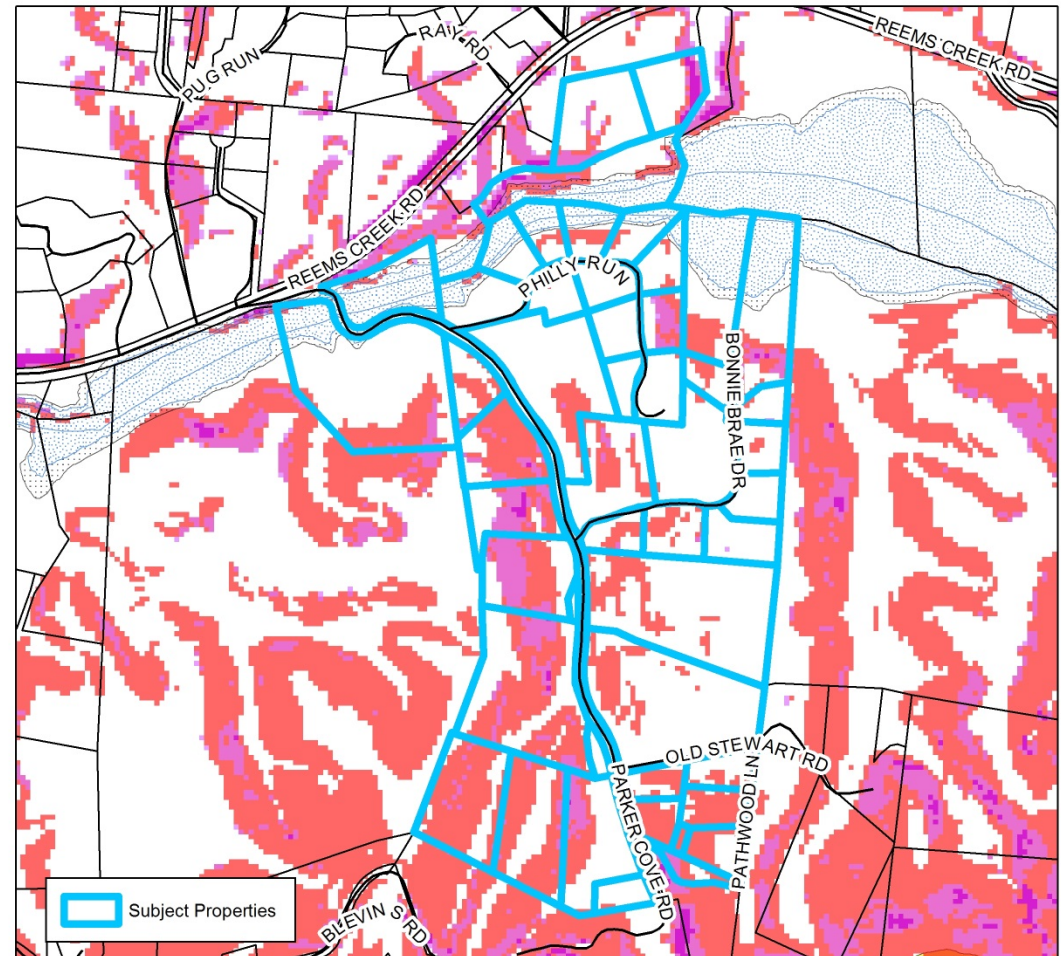 RAY RD
REEMS CREEK RD
PUG RUN
REEMS CREEK RD
PHILLY RUN
BONNIE BRAE DR
OLD STEWART RD
PARKER COVE RD
PATHWOOD LN
Subject Properties
BLEVIN S RD